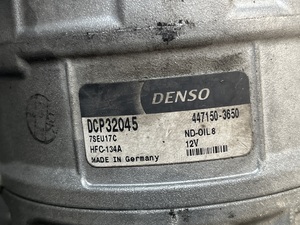 DENSO
DCP32045 447150-3650
7SEU17C ND-OIL8
HFC-134A 12V
MADE IN Germany